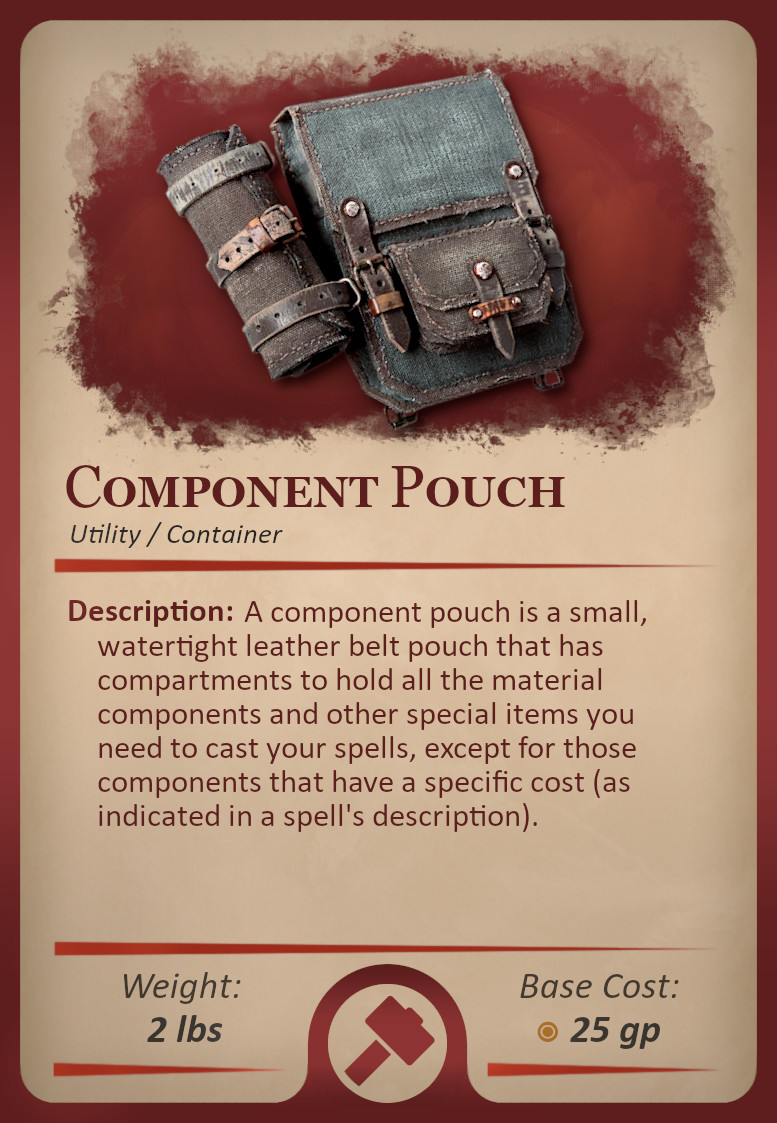 Component Pouch
Utility / Container
Description: A component pouch is a small,
watertight leather belt pouch that has
compartments to hold all the material
components and other special items you
need to cast your spells, except for those
components that have a specific cost (as
indicated in a spell's description).
Weight:
2 lbs
Base Cost:
25 gp